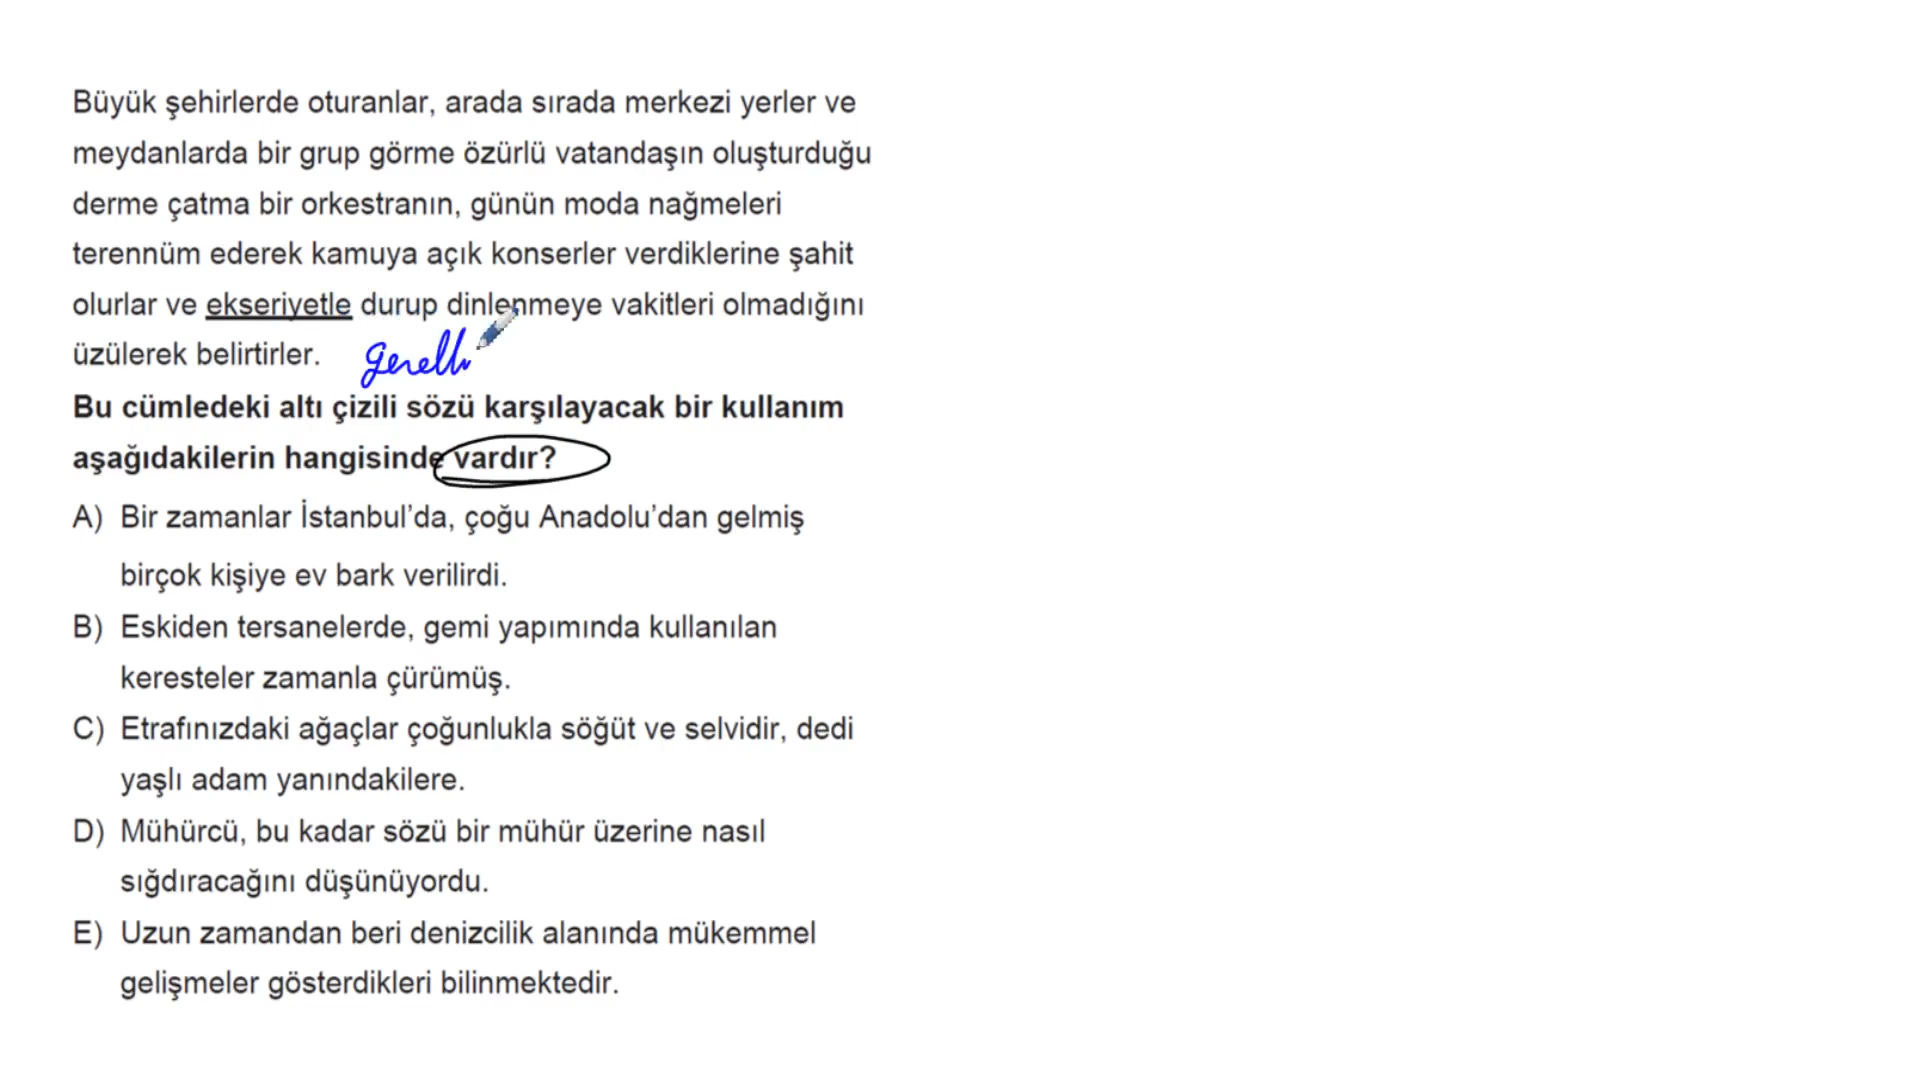 Büyük şehirlerde oturanlar, arada sırada merkezi yerler ve
meydanlarda bir grup görme özürlü vatandaşın oluşturduğu
derme çatma bir orkestranın, günün moda nağmeleri
terennüm ederek kamuya açık konserler verdiklerine şahit
olurlar ve ekseriyetle durup dinlenmeye vakitleri olmadığını
üzülerek belirtirler.
Bu cümledeki altı çizili sözü karşılayacak bir kullanım
aşağıdakilerin hangisinde vardır?
A) Bir zamanlar İstanbul’da, çoğu Anadolu’dan gelmiş
birçok kişiye ev bark verilirdi.
B) Eskiden tersanelerde, gemi yapımında kullanılan
keresteler zamanla çürümüş.
C) Etrafınızdaki ağaçlar çoğunlukla söğüt ve selvidir, dedi
yaşlı adam yanındakilere.
D) Mühürcü, bu kadar sözü bir mühür üzerine nasıl
sığdıracağını düşünüyordu.
E) Uzun zamandan beri denizcilik alanında mükemmel
gelişmeler gösterdikleri bilinmektedir.